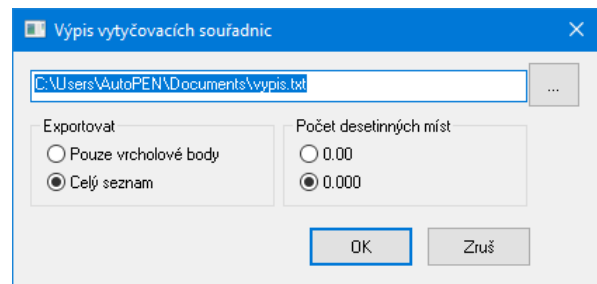 Výpis vytyčovacích souřadnic
C:\Users\AutoPEN\Documents\vypis.txt
...
Exportovat
Pouze vrcholové body
Celý seznam
Počet desetinných míst
0.00
0.000
OK
Zruš